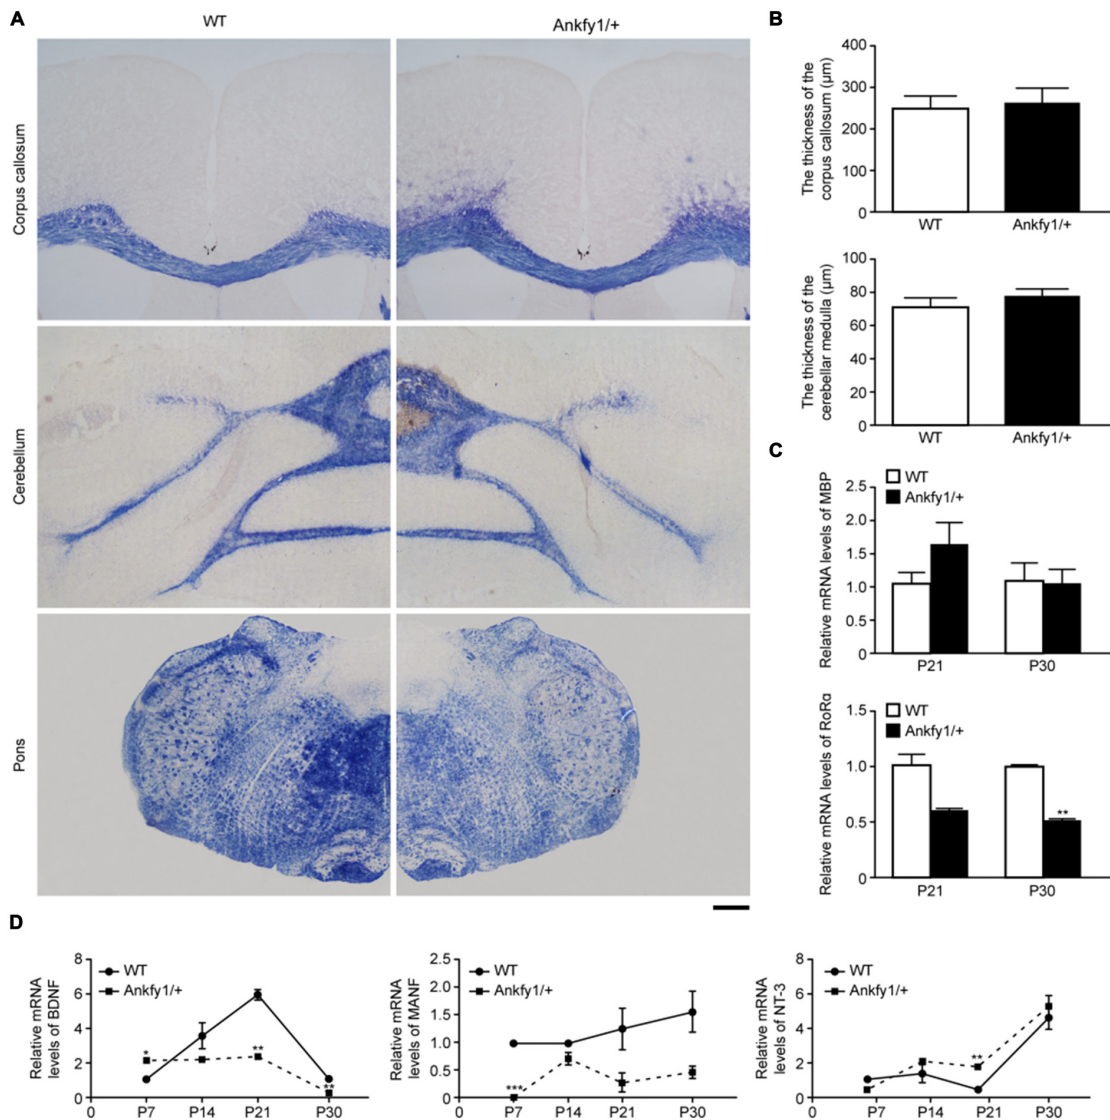 A
WT
Ankfy1/+
Corpus callosum
Cerebellum
Pons
B
The thickness of the
corpus callosum (μm)
400
300
200
100
0
WT
Ankfy1/+
The thickness of the
cerebellar medulla (μm)
100
80
60
40
20
0
WT
Ankfy1/+
C
WT
Ankfy1/+
Relative mRNA levels of MBP
2.5
2.0
1.5
1.0
0.5
0
P21
P30
WT
Ankfy1/+
Relative mRNA levels of RoRα
1.5
1.0
0.5
0
**
P21
P30
D
Relative mRNA
levels of BDNF
8
6
4
2
0
WT
Ankfy1/+
*
**
**
0
P7
P14
P21
P30
Relative mRNA
levels of MANF
2.5
2.0
1.5
1.0
0.5
0
WT
Ankfy1/+
***
0
P7
P14
P21
P30
Relative mRNA
levels of NT-3
8
6
4
2
0
WT
Ankfy1/+
**
0
P7
P14
P21
P30